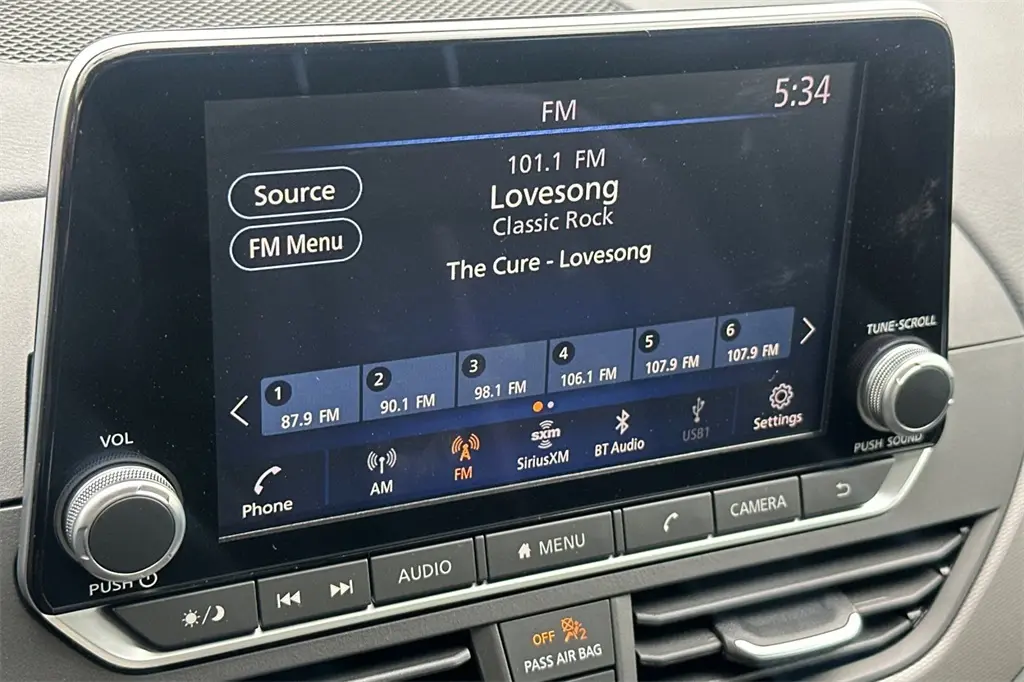 FM
5:34
101.1 FM
Source
Lovesong
Classic Rock
FM Menu
The Cure - Lovesong
1
87.9 FM
2
90.1 FM
3
98.1 FM
4
106.1 FM
5
107.9 FM
6
107.9 FM
Phone
AM
FM
sxm
SiriusXM
BT Audio
USB1
Settings
TUNE·SCROLL
PUSH SOUND
VOL
PUSH
AUDIO
MENU
CAMERA
OFF
2
PASS AIR BAG